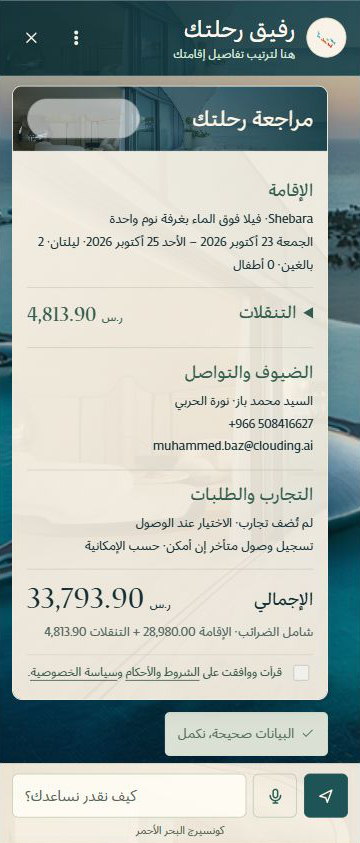 رفيق رحلتك
هنا لترتيب تفاصيل إقامتك
مراجعة رحلتك
الإقامة
Shebara· فيلا فوق الماء بغرفة نوم واحدة
الجمعة 23 أكتوبر 2026 – الأحد 25 أكتوبر 2026· ليلتان· 2
بالغين· 0 أطفال
التنقلات ر.س 4,813.90
الضيوف والتواصل
السيد محمد باز· نورة الحربي
+966 508416627
muhammed.baz@clouding.ai
التجارب والطلبات
لم تُضف تجارب· الاختيار عند الوصول
تسجيل وصول متأخر إن أمكن· حسب الإمكانية
الإجمالي ر.س 33,793.90
شامل الضرائب· الإقامة 28,980.00 + التنقلات 4,813.90
قرأت ووافقت على الشروط والأحكام وسياسة الخصوصية.
البيانات صحيحة، نكمل
كيف نقدر نساعدك؟
كونسيرج البحر الأحمر